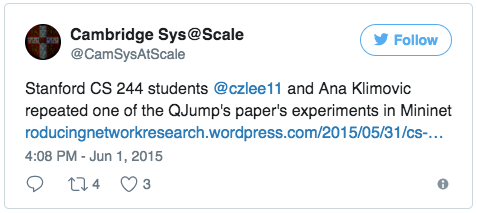 Cambridge Sys@Scale
@CamSysAtScale
Follow
Stanford CS 244 students @czlee11 and Ana Klimovic
repeated one of the QJump's paper's experiments in Mininet
roducingnetworkresearch.wordpress.com/2015/05/31/cs-…
4:08 PM - Jun 1, 2015
4
3